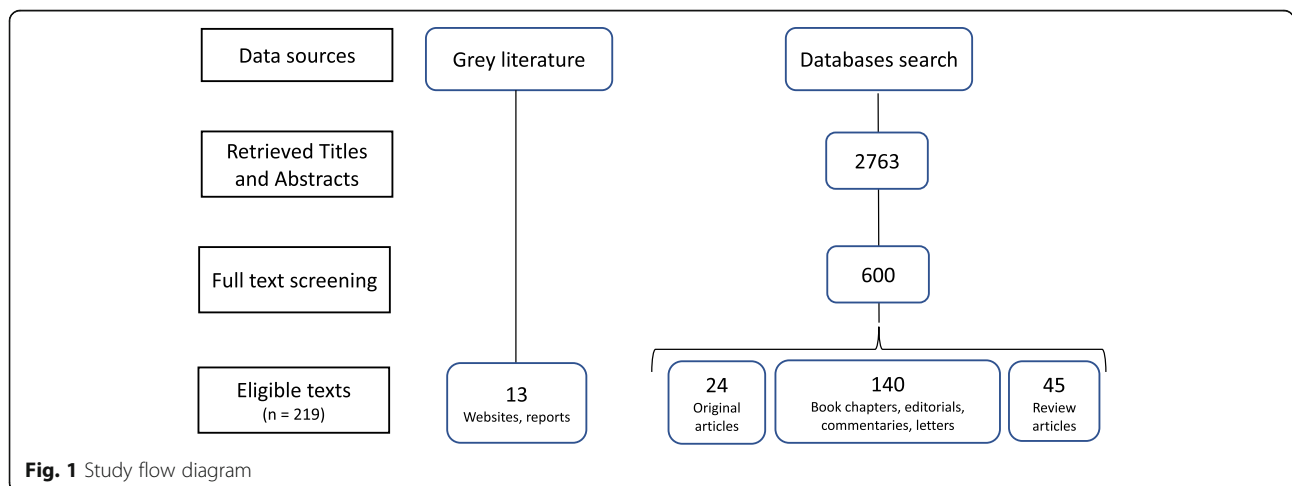 Data sources
Grey literature
Databases search
Retrieved Titles
and Abstracts
2763
Full text screening
600
Eligible texts
(n = 219)
13
Websites, reports
24
Original
articles
140
Book chapters, editorials,
commentaries, letters
45
Review
articles
Fig. 1 Study flow diagram